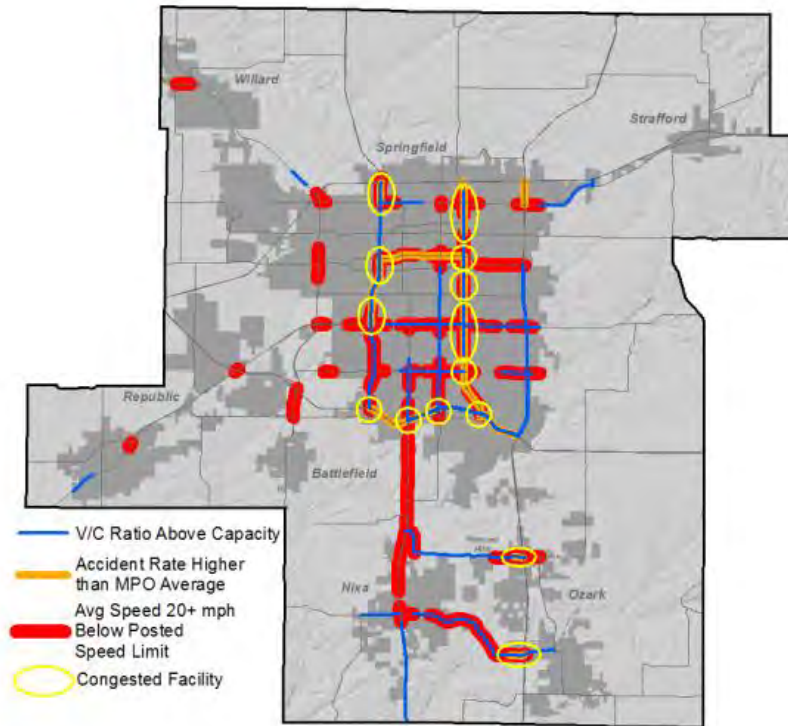 Willard
Strafford
Springfield
Republic
Battlefield
Nixa
Ozark
V/C Ratio Above Capacity
Accident Rate Higher
than MPO Average
Avg Speed 20+ mph
Below Posted
Speed Limit
Congested Facility